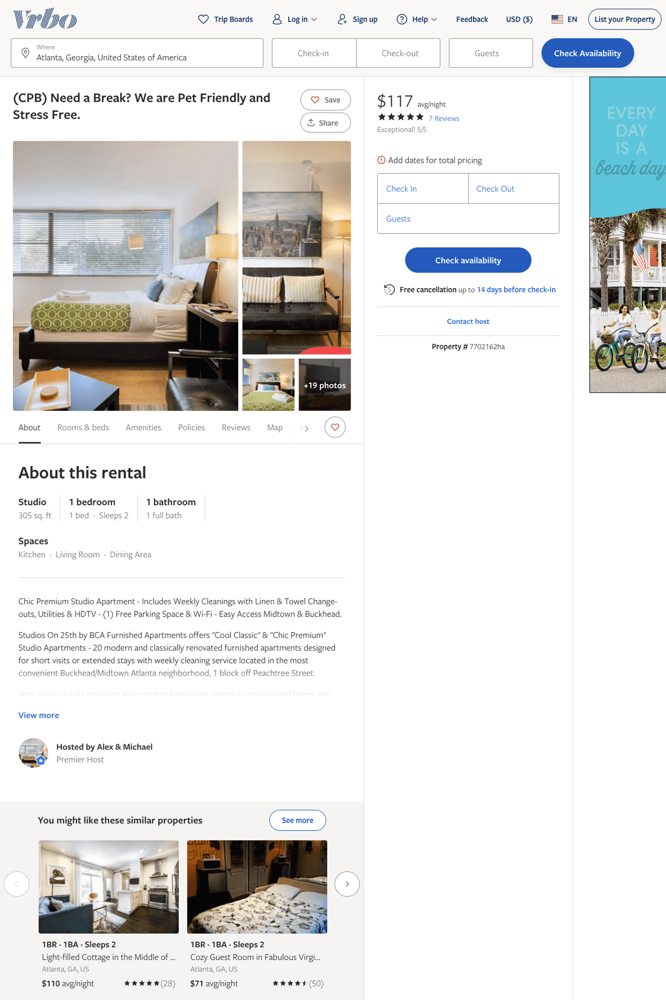 Vrbo
Trip Boards
Log in
Sign up
Help
Feedback
USD ($)
EN
List your Property
Where
Atlanta, Georgia, United States of America
Check-in
Check-out
Guests
Check Availability
(CPB) Need a Break? We are Pet Friendly and
Stress Free.
Save
Share
+19 photos
$117 avg/night
7 Reviews
Exceptional! 5/5
Add dates for total pricing
Check In
Check Out
Guests
Check availability
Free cancellation up to 14 days before check-in
Contact host
Property # 7702162ha
EVERY
DAY
IS A
beach day
About
Rooms & beds
Amenities
Policies
Reviews
Map
About this rental
Studio
305 sq. ft
1 bedroom
1 bed · Sleeps 2
1 bathroom
1 full bath
Spaces
Kitchen · Living Room · Dining Area
Chic Premium Studio Apartment - Includes Weekly Cleanings with Linen & Towel Change-
outs, Utilities & HDTV - (1) Free Parking Space & Wi-Fi - Easy Access Midtown & Buckhead.
Studios On 25th by BCA Furnished Apartments offers "Cool Classic" & "Chic Premium"
Studio Apartments - 20 modern and classically renovated furnished apartments designed
for short visits or extended stays with weekly cleaning service located in the most
convenient Buckhead/Midtown Atlanta neighborhood, 1 block off Peachtree Street.
Your studio is fully equipped with modern furnishings, premium bedding and linens, and
View more
Hosted by Alex & Michael
Premier Host
You might like these similar properties
See more
1BR · 1BA · Sleeps 2
Light-filled Cottage in the Middle of ...
Atlanta, GA, US
$110 avg/night
(28)
1BR · 1BA · Sleeps 2
Cozy Guest Room in Fabulous Virgi...
Atlanta, GA, US
$71 avg/night
(50)